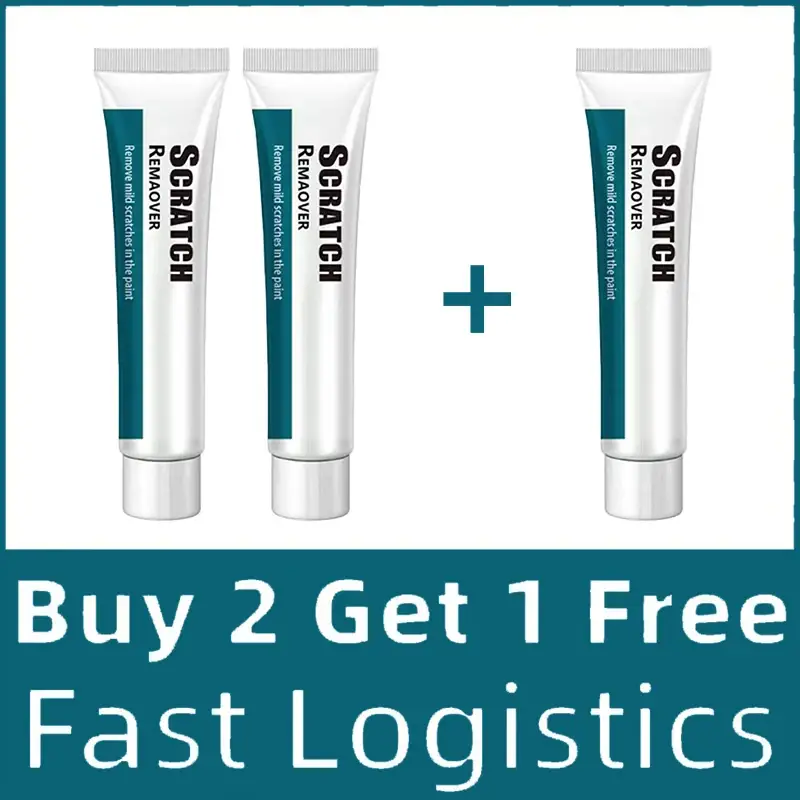 SCRATCH
REMAOVER
Remove mild scratches in the paint
SCRATCH
REMAOVER
Remove mild scratches in the paint
+
SCRATCH
REMAOVER
Remove mild scratches in the paint
Buy 2 Get 1 Free
Fast Logistics